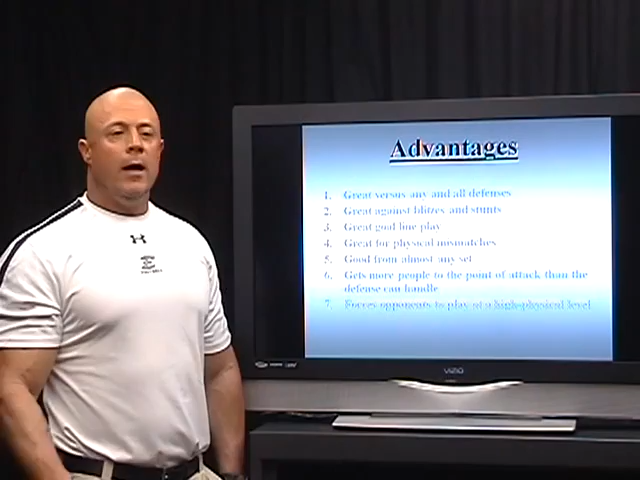 Advantages
1. Great versus any and all defenses
2. Great against blitzes and stunts
3. Great goal line play
4. Great for physical mismatches
5. Good from almost any set
6. Gets more people to the point of attack than the
defense can handle
7. Forces opponents to play at a high physical level
VIZIO